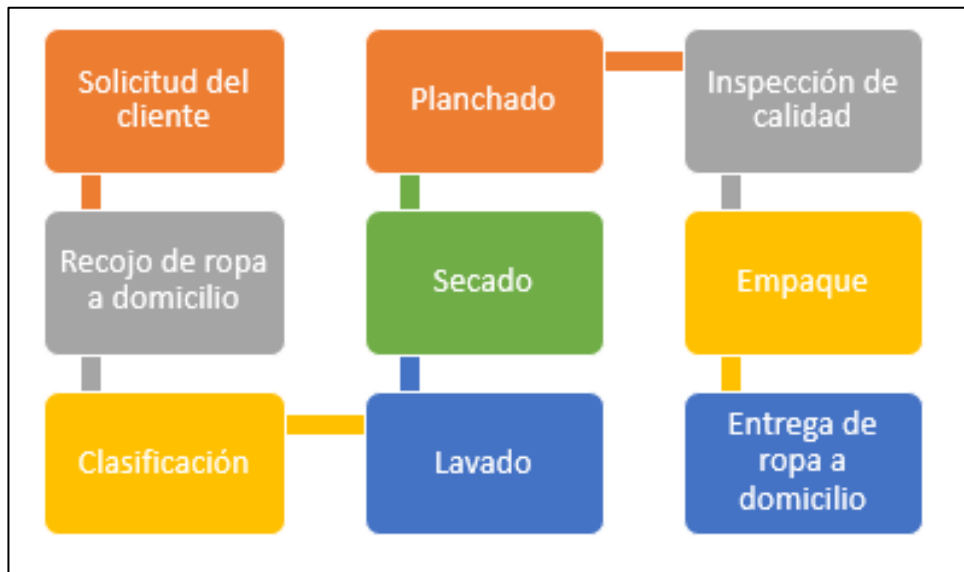 Solicitud del
cliente
Recojo de ropa
a domicilio
Clasificación
Lavado
Secado
Planchado
Inspección de
calidad
Empaque
Entrega de
ropa a
domicilio